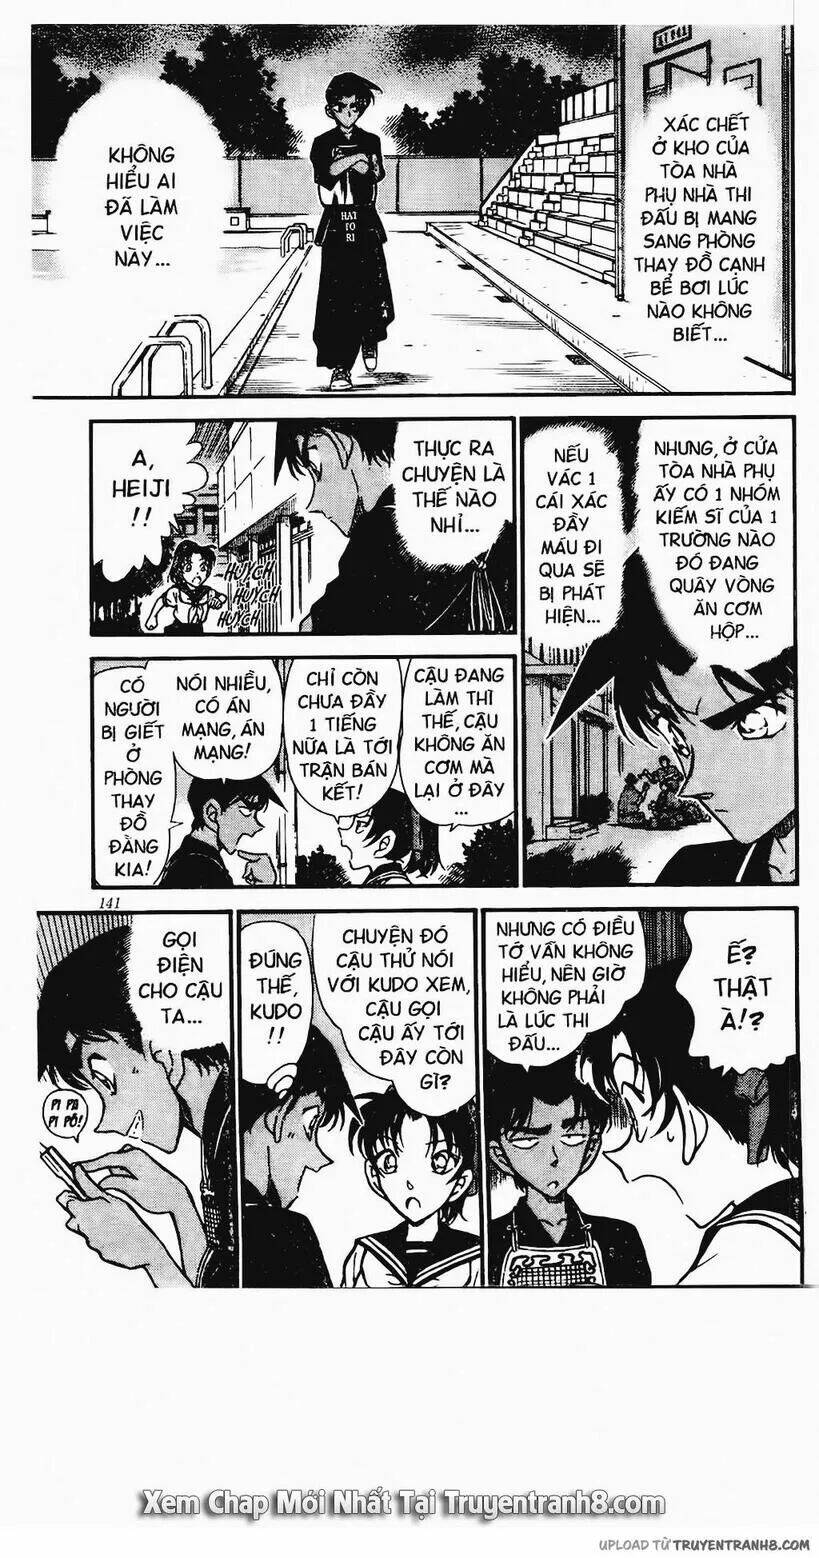 XÁC CHẾT
Ở KHO CỦA
TÒA NHÀ
PHỤ NHÀ THI
ĐẤU BỊ MANG
SANG PHÒNG
THAY ĐỒ CẠNH
BỂ BƠI LÚC
NÀO KHÔNG
BIẾT...
KHÔNG
HIỂU AI
ĐÃ LÀM
VIỆC
NÀY...
HAT
TO
RI
NHƯNG, Ở CỬA
TÒA NHÀ PHỤ
ẤY CÓ 1 NHÓM
KIẾM SĨ CỦA 1
TRƯỜNG NÀO
ĐÓ ĐANG
QUÂY VÒNG
ĂN CƠM
HỘP...
NẾU
VÁC 1
CÁI XÁC
ĐẦY
MÁU ĐI
QUA SẼ
BỊ PHÁT
HIỆN...
THỰC RA
CHUYỆN LÀ
THẾ NÀO
NHỈ...
A,
HEIJI
!!
HUỲCH
HUỲCH
HUỲCH
CẬU ĐANG
LÀM THÌ
THẾ, CẬU
KHÔNG ĂN
CƠM MÀ
LẠI Ở ĐÂY
...
CHỈ CÒN
CHƯA ĐẦY
1 TIẾNG
NỮA LÀ TỚI
TRẬN BÁN
KẾT!
NÓI NHIỀU,
CÓ ÁN
MẠNG, ÁN
MẠNG!
CÓ
NGƯỜI
BỊ GIẾT
Ở
PHÒNG
THAY
ĐỒ
ĐẰNG
KIA!
141
Ế?
THẬT
À!?
NHƯNG CÓ ĐIỀU
TỚ VẪN KHÔNG
HIỂU, NÊN GIỜ
KHÔNG PHẢI
LÀ LÚC THI
ĐẤU...
CHUYỆN ĐÓ
CẬU THỬ NÓI
VỚI KUDO XEM,
CẬU GỌI
CẬU ẤY TỚI
ĐÂY CÒN
GÌ?
ĐÚNG
THẾ,
KUDO
!!
GỌI
ĐIỆN
CHO CẬU
TA...
PI PA
PI PÔ!
Xem Chap Mới Nhất Tại Truyentranh8.com
UPLOAD TỪ TRUYENTRANH8.COM